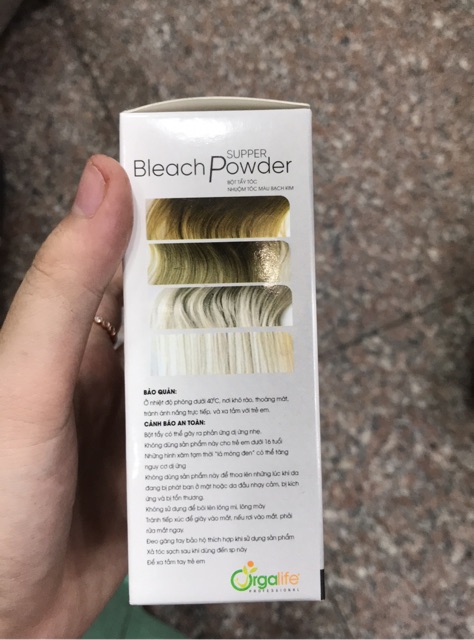 SUPPER
Bleach Powder
BỘT TẨY TÓC
NHUỘM TÓC MÀU BẠCH KIM
BẢO QUẢN:
Ở nhiệt độ phòng dưới 40°C, nơi khô ráo, thoáng mát,
tránh ánh nắng trực tiếp, và xa tầm với trẻ em.
CẢNH BÁO AN TOÀN:
Bột tẩy có thể gây ra phản ứng dị ứng nhẹ.
Không dùng sản phẩm này cho trẻ em dưới 16 tuổi
Những hình xăm tạm thời "lá móng đen" có thể tăng
nguy cơ dị ứng
Không dùng sản phẩm này để thoa lên những lúc khi da
đang bị phát ban ở mặt hoặc da đầu nhạy cảm, bị kích
ứng và bị tổn thương.
Không sử dụng để bôi lên lông mi, lông mày
Tránh tiếp xúc để giây vào mắt, nếu rơi vào mắt, phải
rửa mắt ngay.
Đeo găng tay bảo hộ thích hợp khi sử dụng sản phẩm
Xả tóc sạch sau khi dùng đến sp này
Để xa tầm tay trẻ em
Orgalife
PROFESSIONAL